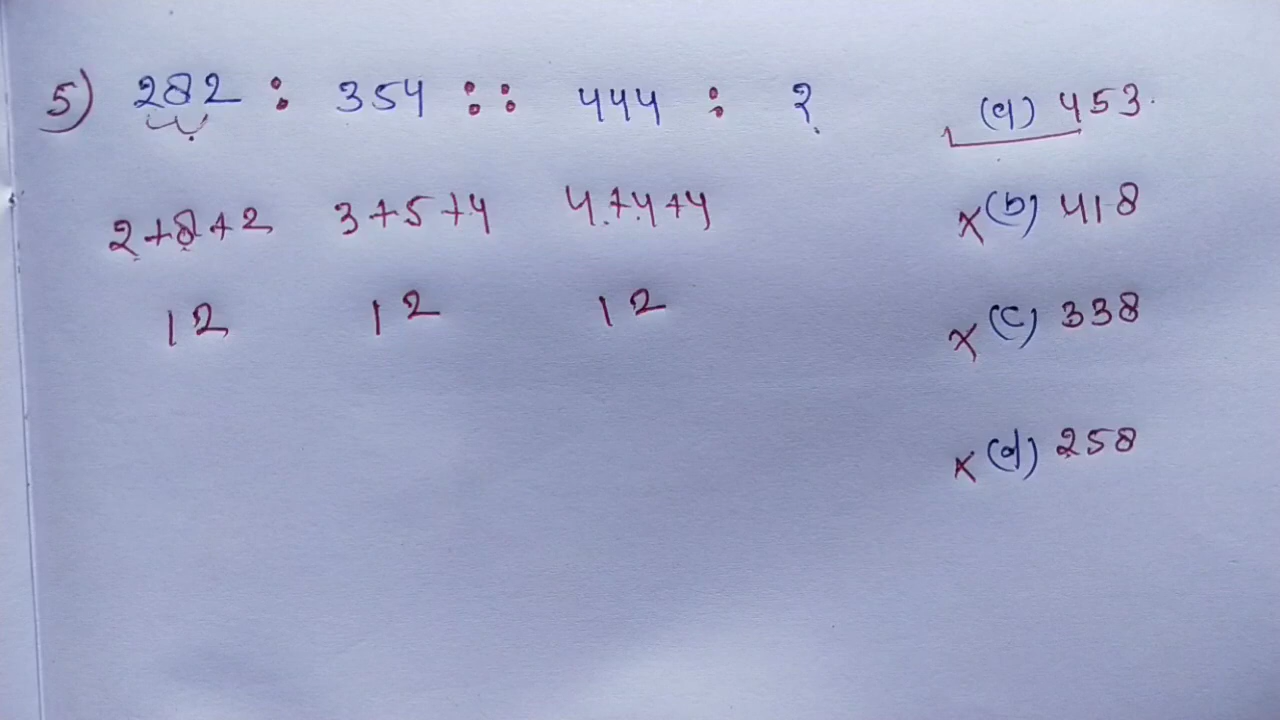 5) 282 : 354 :: 444 : ? (a) 453.
2+8+2 3+5+4 4+4+4 x (b) 418
12 12 12 x (c) 338
x (d) 258